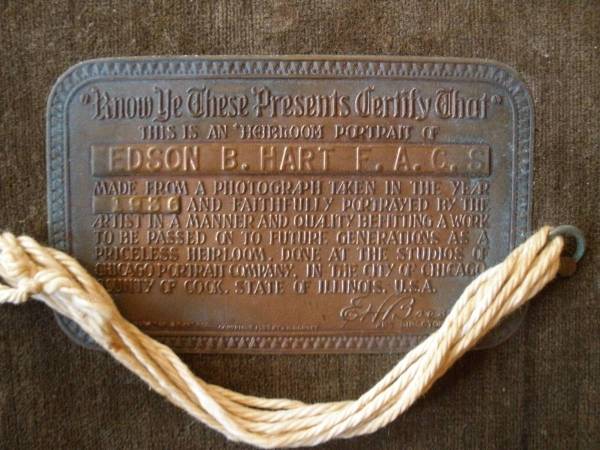 "Know Ye These Presents Certify That"
THIS IS AN HEIRLOOM PORTRAIT OF
EDSON B. HART F. A. C. S
MADE FROM A PHOTOGRAPH TAKEN IN THE YEAR
1926 AND FAITHFULLY PORTRAYED BY THE
ARTIST IN A MANNER AND QUALITY BEFITTING A WORK
TO BE PASSED ON TO FUTURE GENERATIONS AS A
PRICELESS HEIRLOOM. DONE AT THE STUDIOS OF
CHICAGO PORTRAIT COMPANY, IN THE CITY OF CHICAGO
COUNTY OF COOK, STATE OF ILLINOIS, U.S.A.
DIRECTOR